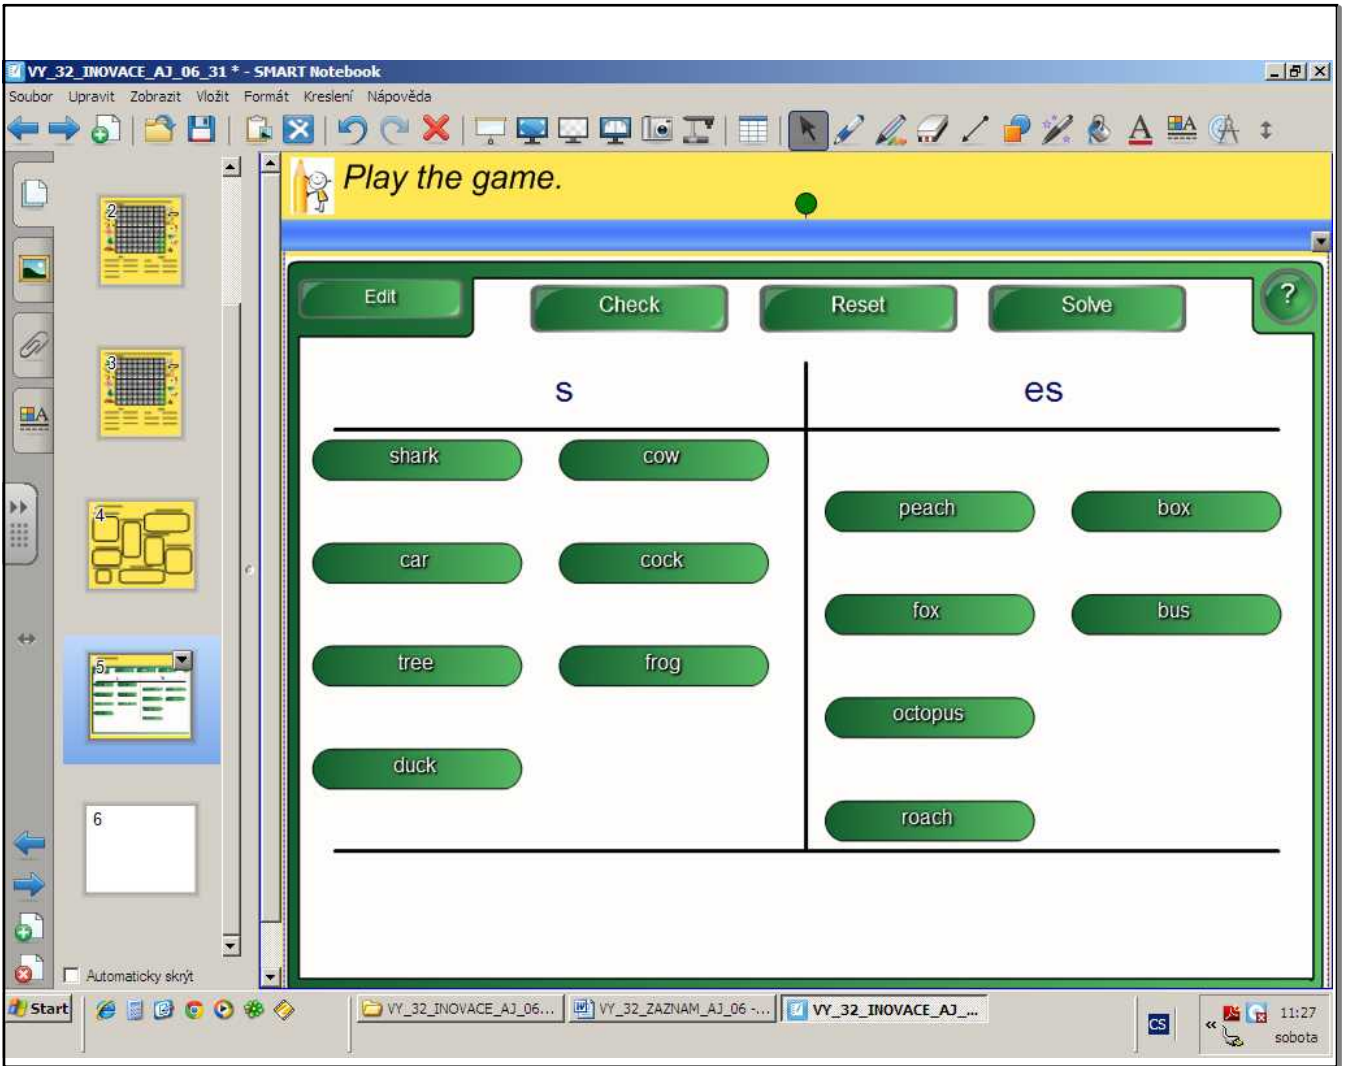 VY_32_INOVACE_AJ_06_31 * - SMART Notebook
Soubor Upravit Zobrazit Vložit Formát Kreslení Nápověda
Play the game.
Edit Check Reset Solve ?
s es
shark cow
peach box
car cock
fox bus
tree frog
octopus
duck
roach
2
3
4
5
6
Automaticky skrýt
Start VY_32_INOVACE_AJ_06... VY_32_ZAZNAM_AJ_06 -... VY_32_INOVACE_AJ_... CS « 11:27
sobota